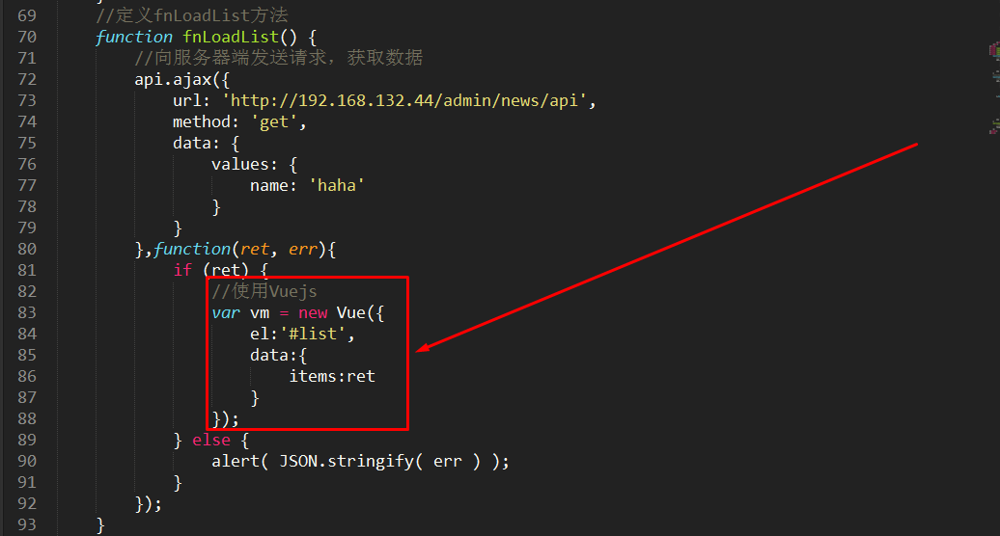 69 //定义fnLoadList方法
70 function fnLoadList() {
71 //向服务器端发送请求，获取数据
72 api.ajax({
73 url: 'http://192.168.132.44/admin/news/api',
74 method: 'get',
75 data: {
76 values: {
77 name: 'haha'
78 }
79 }
80 },function(ret, err){
81 if (ret) {
82 //使用Vuejs
83 var vm = new Vue({
84 el:'#list',
85 data:{
86 items:ret
87 }
88 });
89 } else {
90 alert( JSON.stringify( err ) );
91 }
92 });
93 }